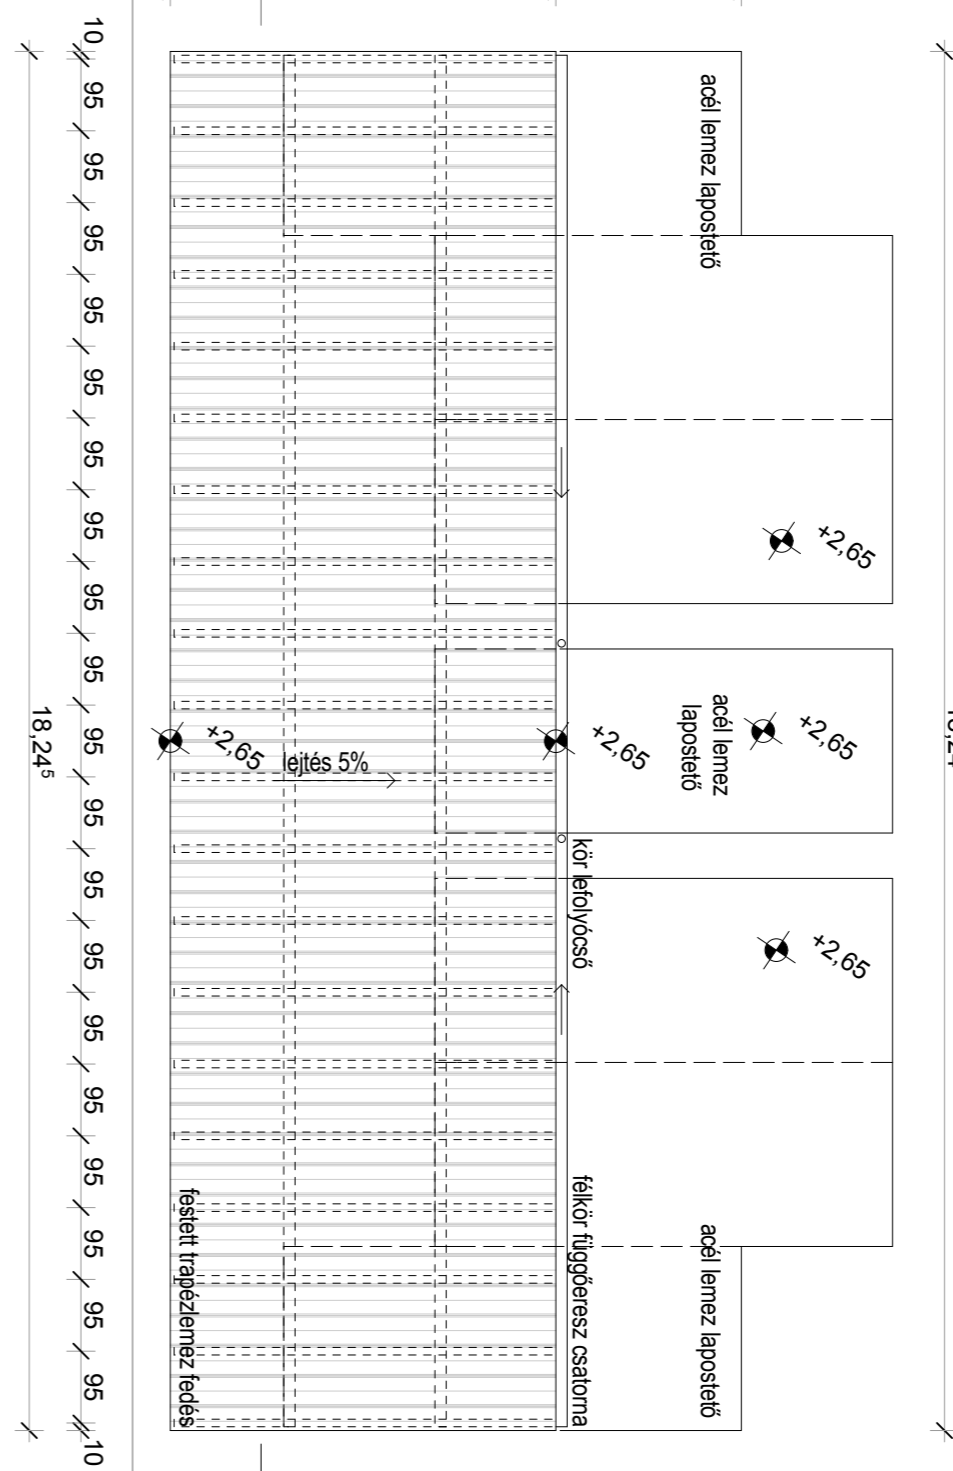 +2,65
+2,65
+2,65
acél lemez lapostető
acél lemez
lapostető
acél lemez lapostető
+2,65
kör lefolyócső
félkör függőeresz csatorna
lejtés 5%
+2,65
festett trapézlemez fedés
10 95 95 95 95 95 95 95 95 95 95 95 95 95 95 95 95 95 95 95 10
18,24⁵